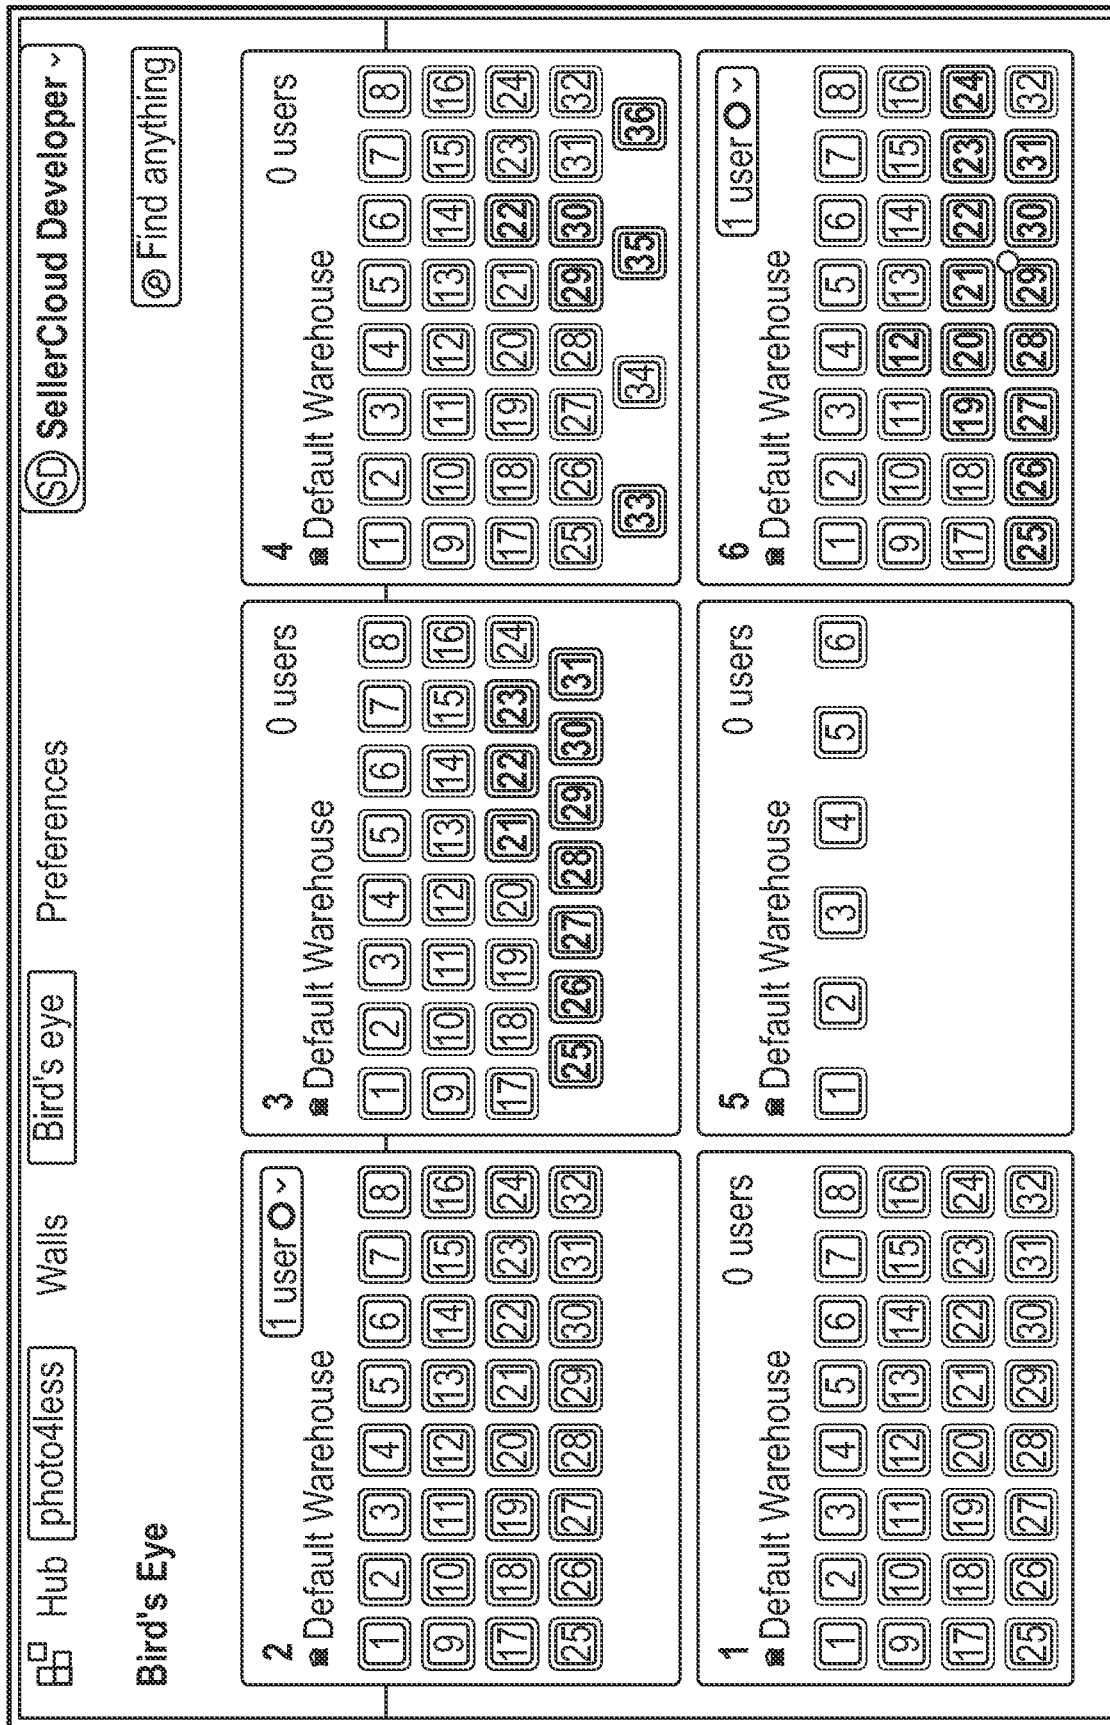 Hub photo4less Walls Bird's eye Preferences SD SellerCloud Developer
Bird's Eye
Find anything
2
1 user
Default Warehouse
1 2 3 4 5 6 7 8
9 10 11 12 13 14 15 16
17 18 19 20 21 22 23 24
25 26 27 28 29 30 31 32
3
0 users
Default Warehouse
1 2 3 4 5 6 7 8
9 10 11 12 13 14 15 16
17 18 19 20 21 22 23 24
25 26 27 28 29 30 31
4
0 users
Default Warehouse
1 2 3 4 5 6 7 8
9 10 11 12 13 14 15 16
17 18 19 20 21 22 23 24
25 26 27 28 29 30 31 32
33 34 35 36
1
0 users
Default Warehouse
1 2 3 4 5 6 7 8
9 10 11 12 13 14 15 16
17 18 19 20 21 22 23 24
25 26 27 28 29 30 31 32
5
0 users
Default Warehouse
1 2 3 4 5 6
6
1 user
Default Warehouse
1 2 3 4 5 6 7 8
9 10 11 12 13 14 15 16
17 18 19 20 21 22 23 24
25 26 27 28 29 30 31 32